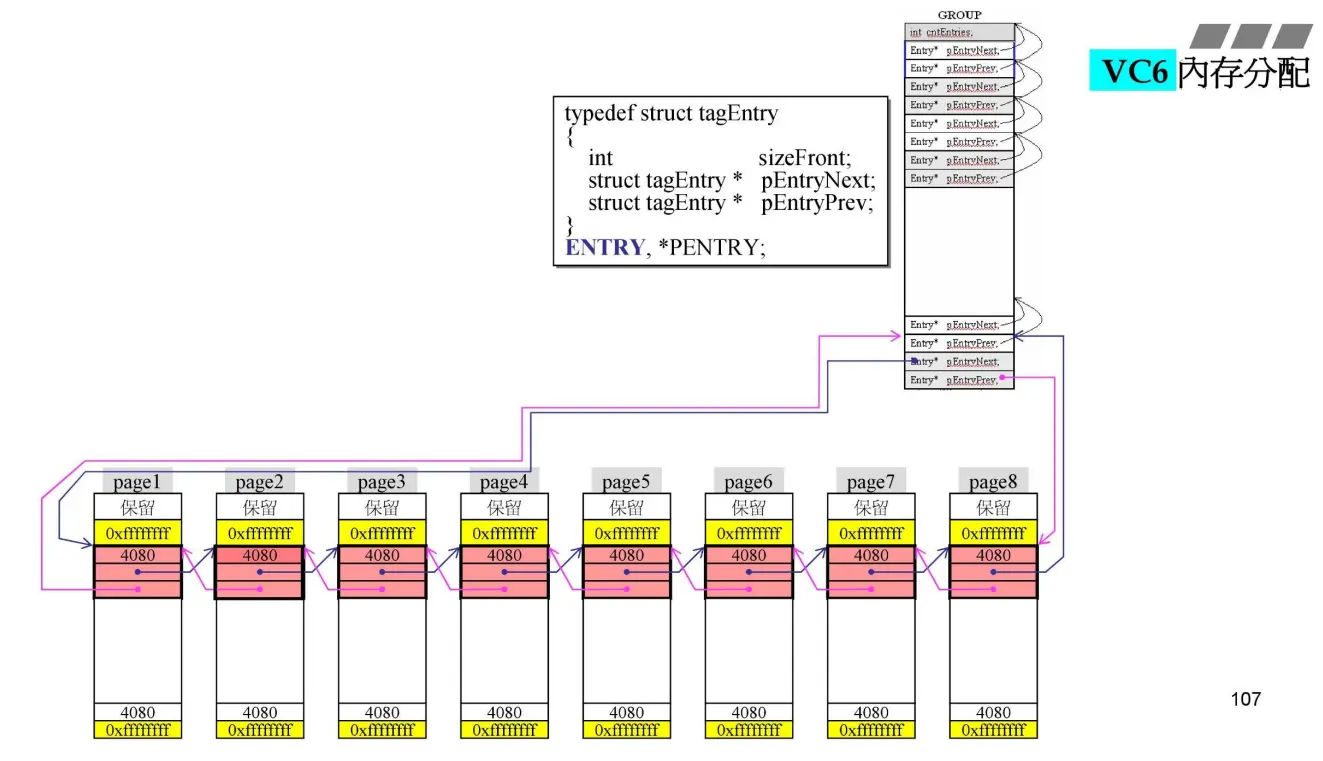 GROUP
int cntEntries;
Entry* pEntryNext;
Entry* pEntryPrev;
Entry* pEntryNext;
Entry* pEntryPrev;
Entry* pEntryNext;
Entry* pEntryPrev;
Entry* pEntryNext;
Entry* pEntryPrev;
Entry* pEntryNext;
Entry* pEntryPrev;
Entry* pEntryNext;
Entry* pEntryPrev;
VC6 內存分配
typedef struct tagEntry
{
int sizeFront;
struct tagEntry * pEntryNext;
struct tagEntry * pEntryPrev;
}
ENTRY, *PENTRY;
page1 page2 page3 page4 page5 page6 page7 page8
保留 保留 保留 保留 保留 保留 保留 保留
0xffffffff 0xffffffff 0xffffffff 0xffffffff 0xffffffff 0xffffffff 0xffffffff 0xffffffff
4080 4080 4080 4080 4080 4080 4080 4080
4080 4080 4080 4080 4080 4080 4080 4080
0xffffffff 0xffffffff 0xffffffff 0xffffffff 0xffffffff 0xffffffff 0xffffffff 0xffffffff
107